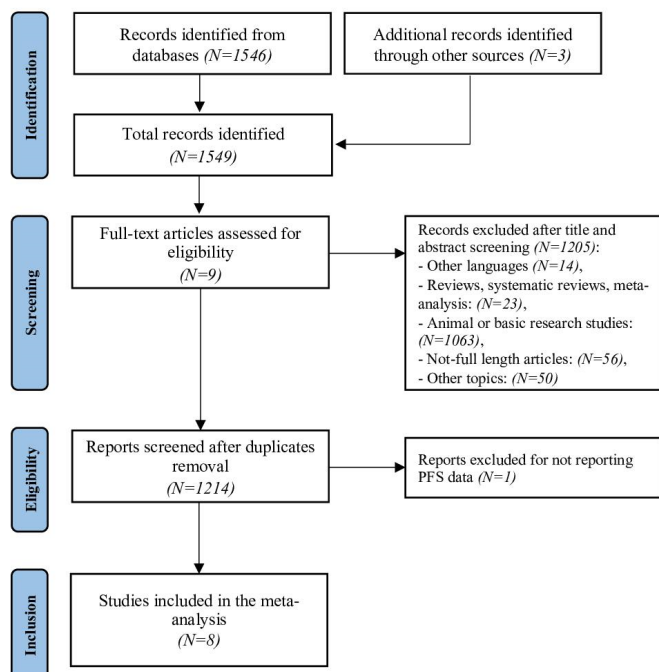 Identification
Records identified from
databases (N=1546)
Additional records identified
through other sources (N=3)
Total records identified
(N=1549)
Screening
Full-text articles assessed for
eligibility
(N=9)
Records excluded after title and
abstract screening (N=1205):
- Other languages (N=14),
- Reviews, systematic reviews, meta-
analysis: (N=23),
- Animal or basic research studies:
(N=1063),
- Not-full length articles: (N=56),
- Other topics: (N=50)
Eligibility
Reports screened after duplicates
removal
(N=1214)
Reports excluded for not reporting
PFS data (N=1)
Inclusion
Studies included in the meta-
analysis
(N=8)